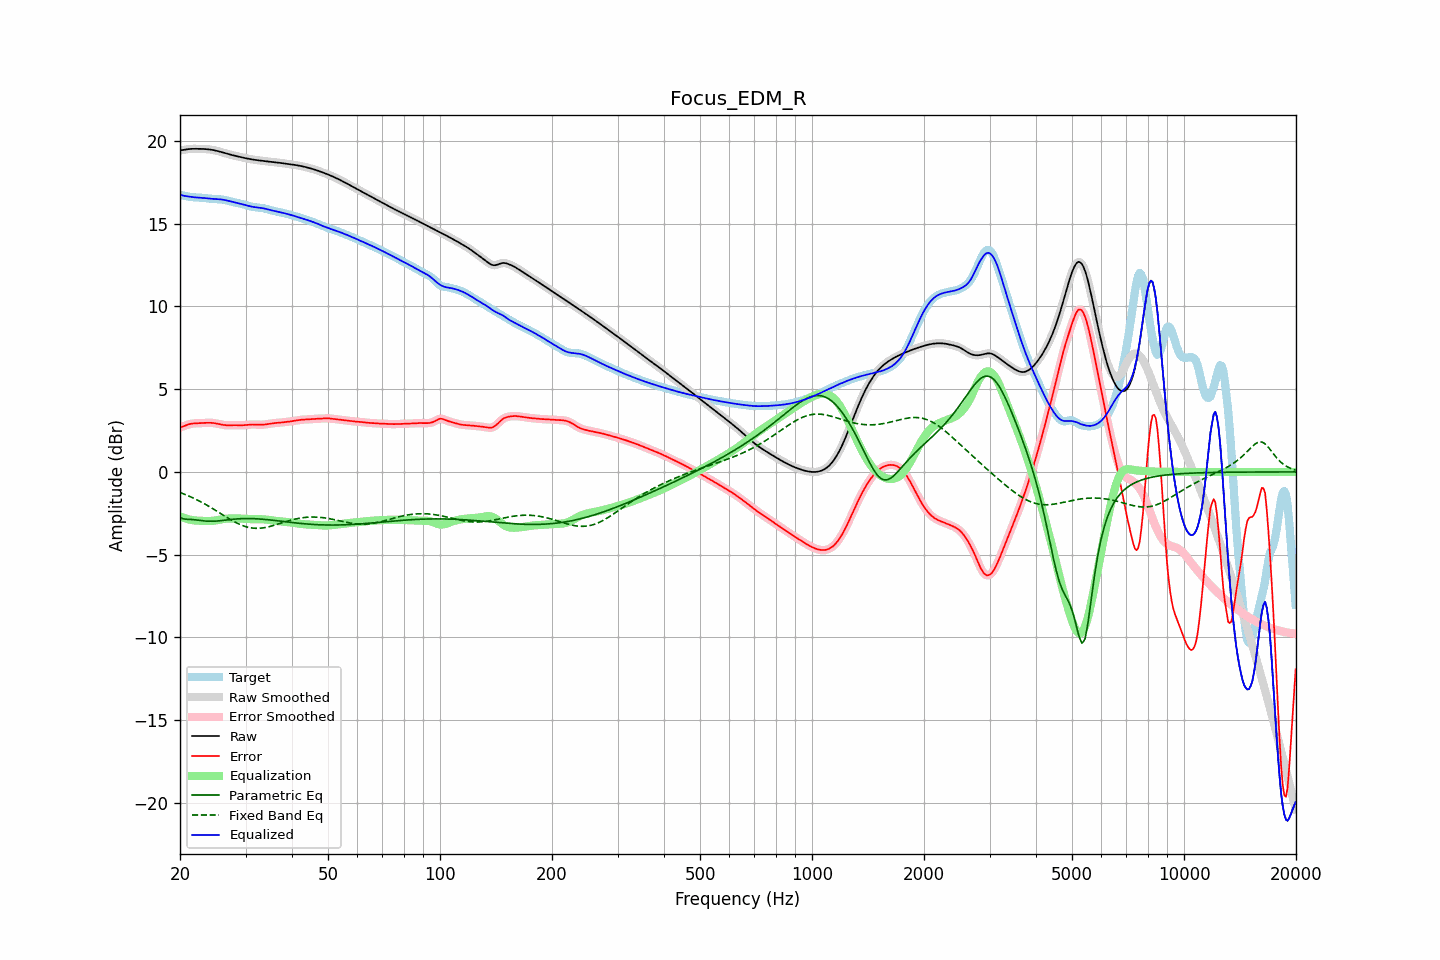 Focus_EDM_R
Amplitude (dBr)
20
15
10
5
0
−5
−10
−15
−20
Target
Raw Smoothed
Error Smoothed
Raw
Error
Equalization
Parametric Eq
Fixed Band Eq
Equalized
20 50 100 200 500 1000 2000 5000 10000 20000
Frequency (Hz)